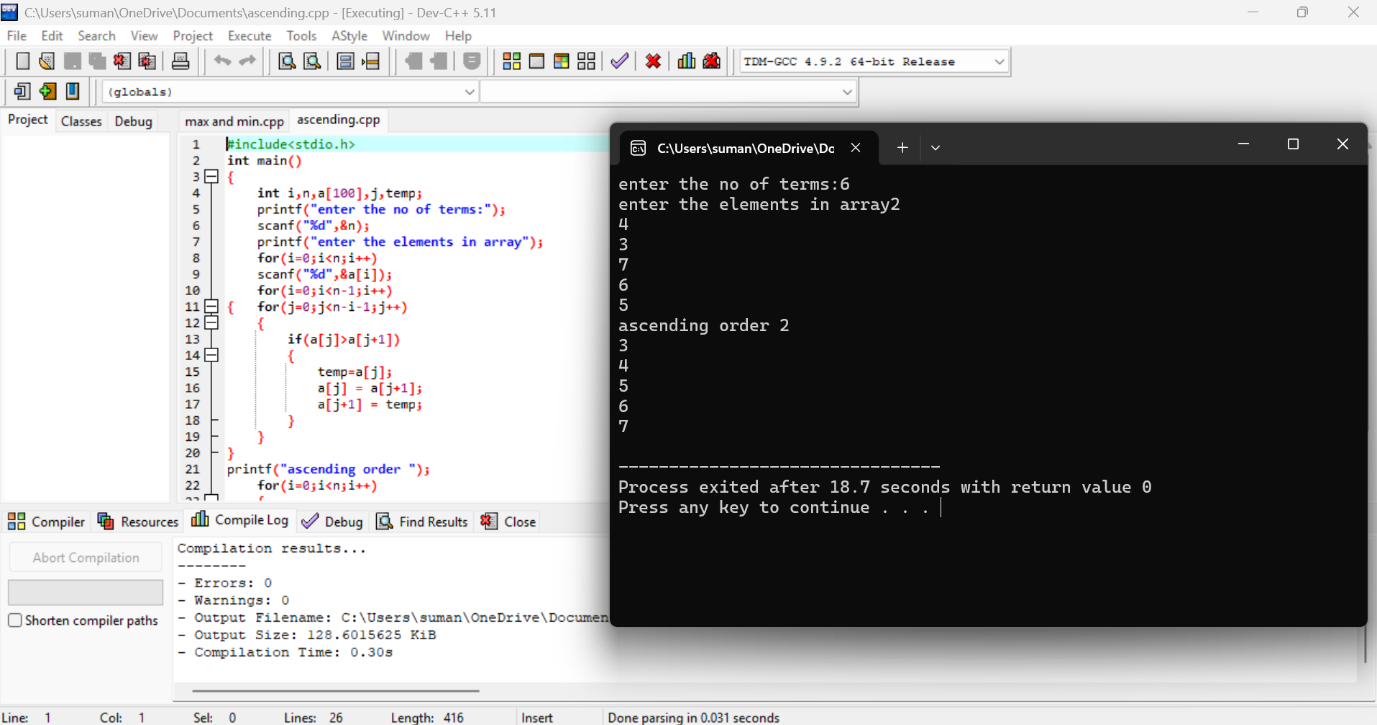 C:\Users\suman\OneDrive\Documents\ascending.cpp - [Executing] - Dev-C++ 5.11
File Edit Search View Project Execute Tools AStyle Window Help
TDM-GCC 4.9.2 64-bit Release
(globals)
Project Classes Debug
max and min.cpp ascending.cpp
1 #include<stdio.h>
2 int main()
3 {
4 int i,n,a[100],j,temp;
5 printf("enter the no of terms:");
6 scanf("%d",&n);
7 printf("enter the elements in array");
8 for(i=0;i<n;i++)
9 scanf("%d",&a[i]);
10 for(i=0;i<n-1;i++)
11 { for(j=0;j<n-i-1;j++)
12 {
13 if(a[j]>a[j+1])
14 {
15 temp=a[j];
16 a[j] = a[j+1];
17 a[j+1] = temp;
18 }
19 }
20 }
21 printf("ascending order ");
22 for(i=0;i<n;i++)
23 {
C:\Users\suman\OneDrive\Dc
enter the no of terms:6
enter the elements in array2
4
3
7
6
5
ascending order 2
3
4
5
6
7
--------------------------------
Process exited after 18.7 seconds with return value 0
Press any key to continue . . .
Compiler Resources Compile Log Debug Find Results Close
Abort Compilation
Shorten compiler paths
Compilation results...
--------
- Errors: 0
- Warnings: 0
- Output Filename: C:\Users\suman\OneDrive\Documen
- Output Size: 128.6015625 KiB
- Compilation Time: 0.30s
Line: 1 Col: 1 Sel: 0 Lines: 26 Length: 416 Insert Done parsing in 0.031 seconds